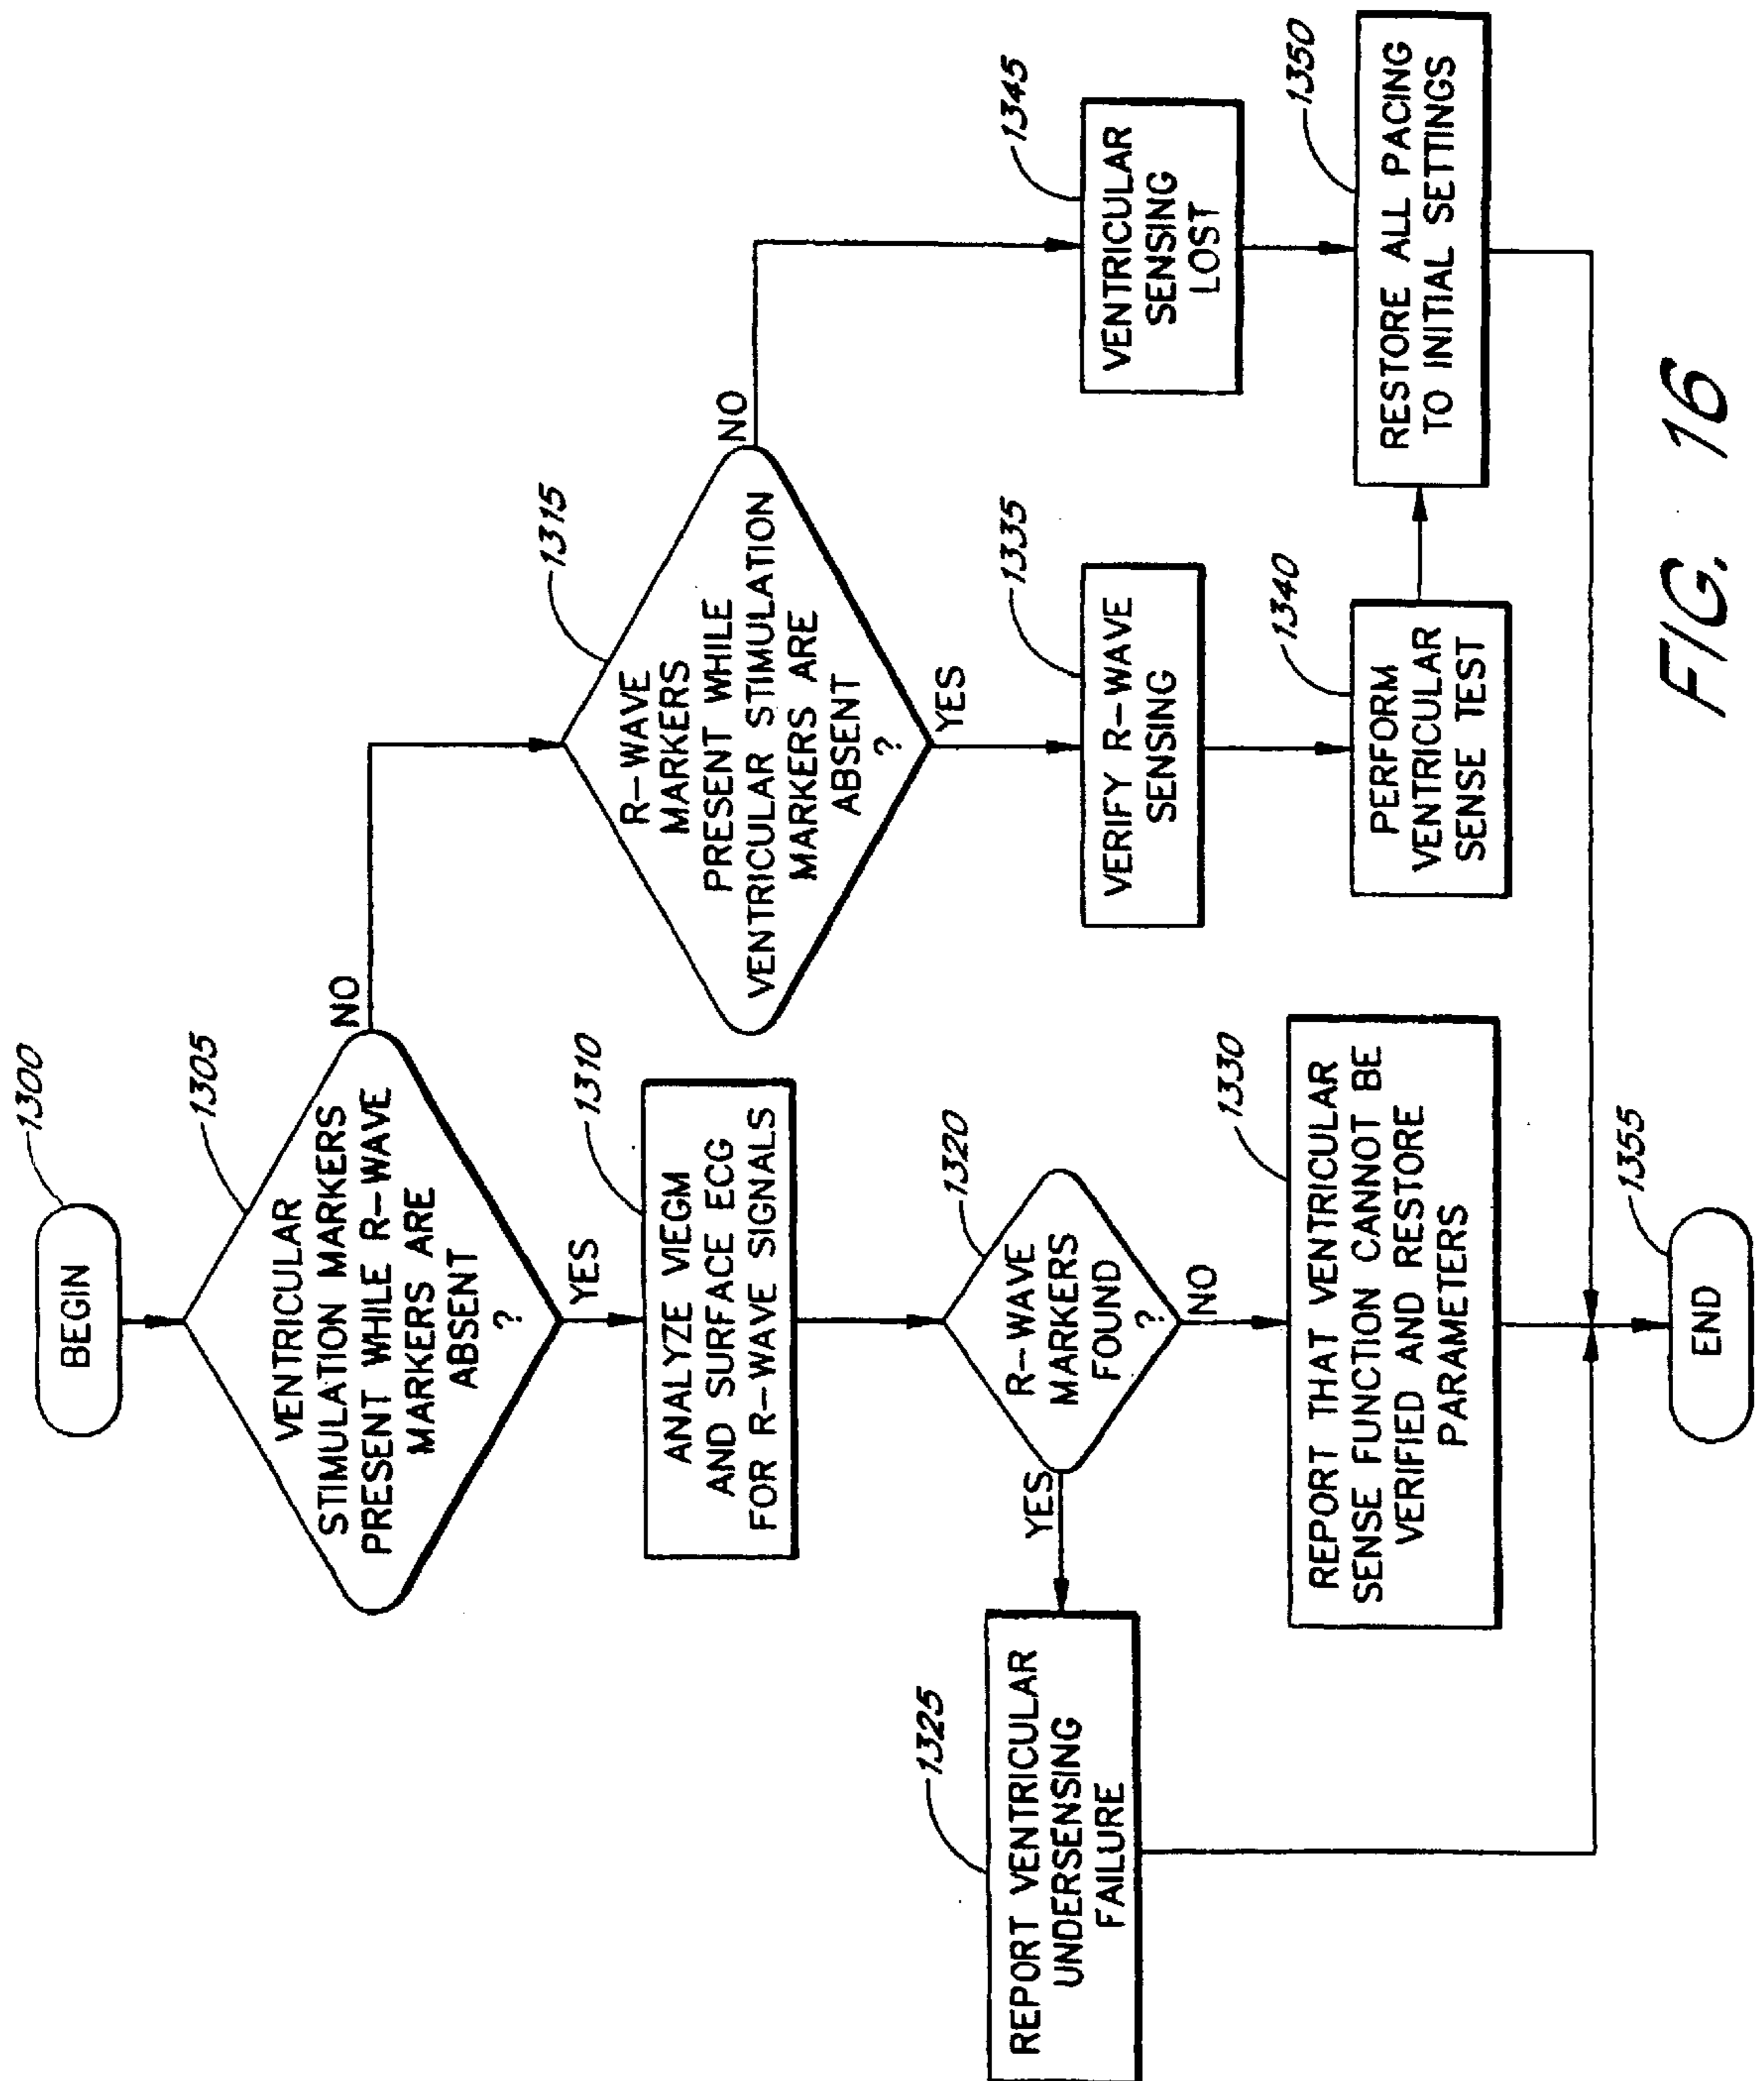 BEGIN
1300
VENTRICULAR
STIMULATION MARKERS
PRESENT WHILE R-WAVE
MARKERS ARE
ABSENT
?
1305
NO
YES
ANALYZE VIEGM
AND SURFACE ECG
FOR R-WAVE SIGNALS
1310
R-WAVE
MARKERS
PRESENT WHILE
VENTRICULAR STIMULATION
MARKERS ARE
ABSENT
?
1315
NO
YES
R-WAVE
MARKERS
FOUND
?
1320
YES
NO
REPORT VENTRICULAR
UNDERSENSING
FAILURE
1325
REPORT THAT VENTRICULAR
SENSE FUNCTION CANNOT BE
VERIFIED AND RESTORE
PARAMETERS
1330
VERIFY R-WAVE
SENSING
1335
PERFORM
VENTRICULAR
SENSE TEST
1340
VENTRICULAR
SENSING
LOST
1345
RESTORE ALL PACING
TO INITIAL SETTINGS
1350
END
1355
FIG. 16